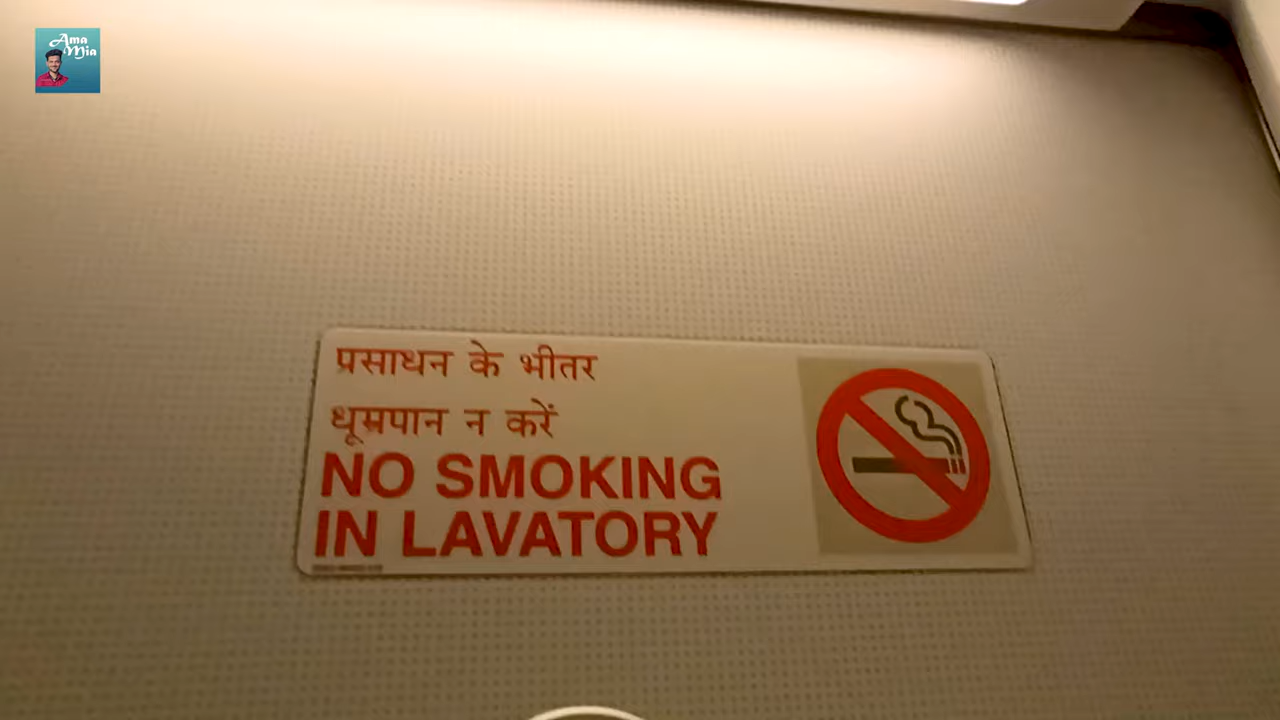 Ama
Mia
प्रसाधन के भीतर
धूम्रपान न करें
NO SMOKING
IN LAVATORY